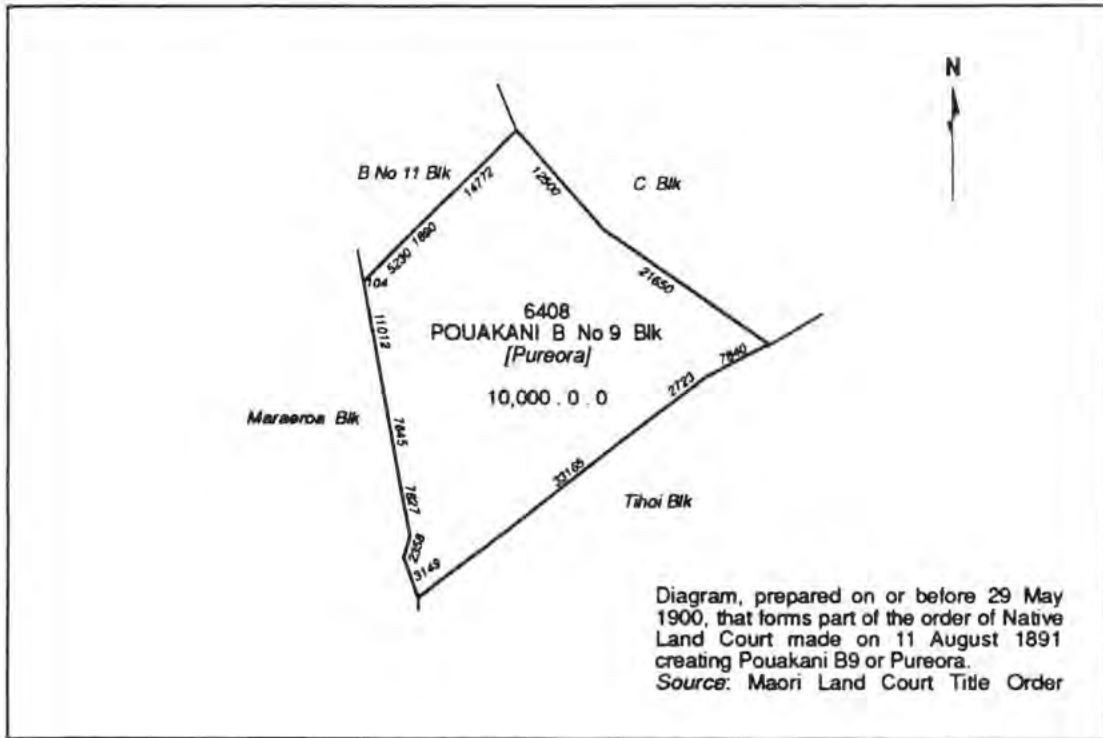 N
B No 11 Blk
C Blk
14772
12500
1890
5230
104
21650
11012
6408
POUAKANI B No 9 Blk
[Pureora]
10,000 . 0 . 0
7840
2723
Maraeroa Blk
7845
33165
7627
Tihoi Blk
2358
3149
Diagram, prepared on or before 29 May
1900, that forms part of the order of Native
Land Court made on 11 August 1891
creating Pouakani B9 or Pureora.
Source: Maori Land Court Title Order